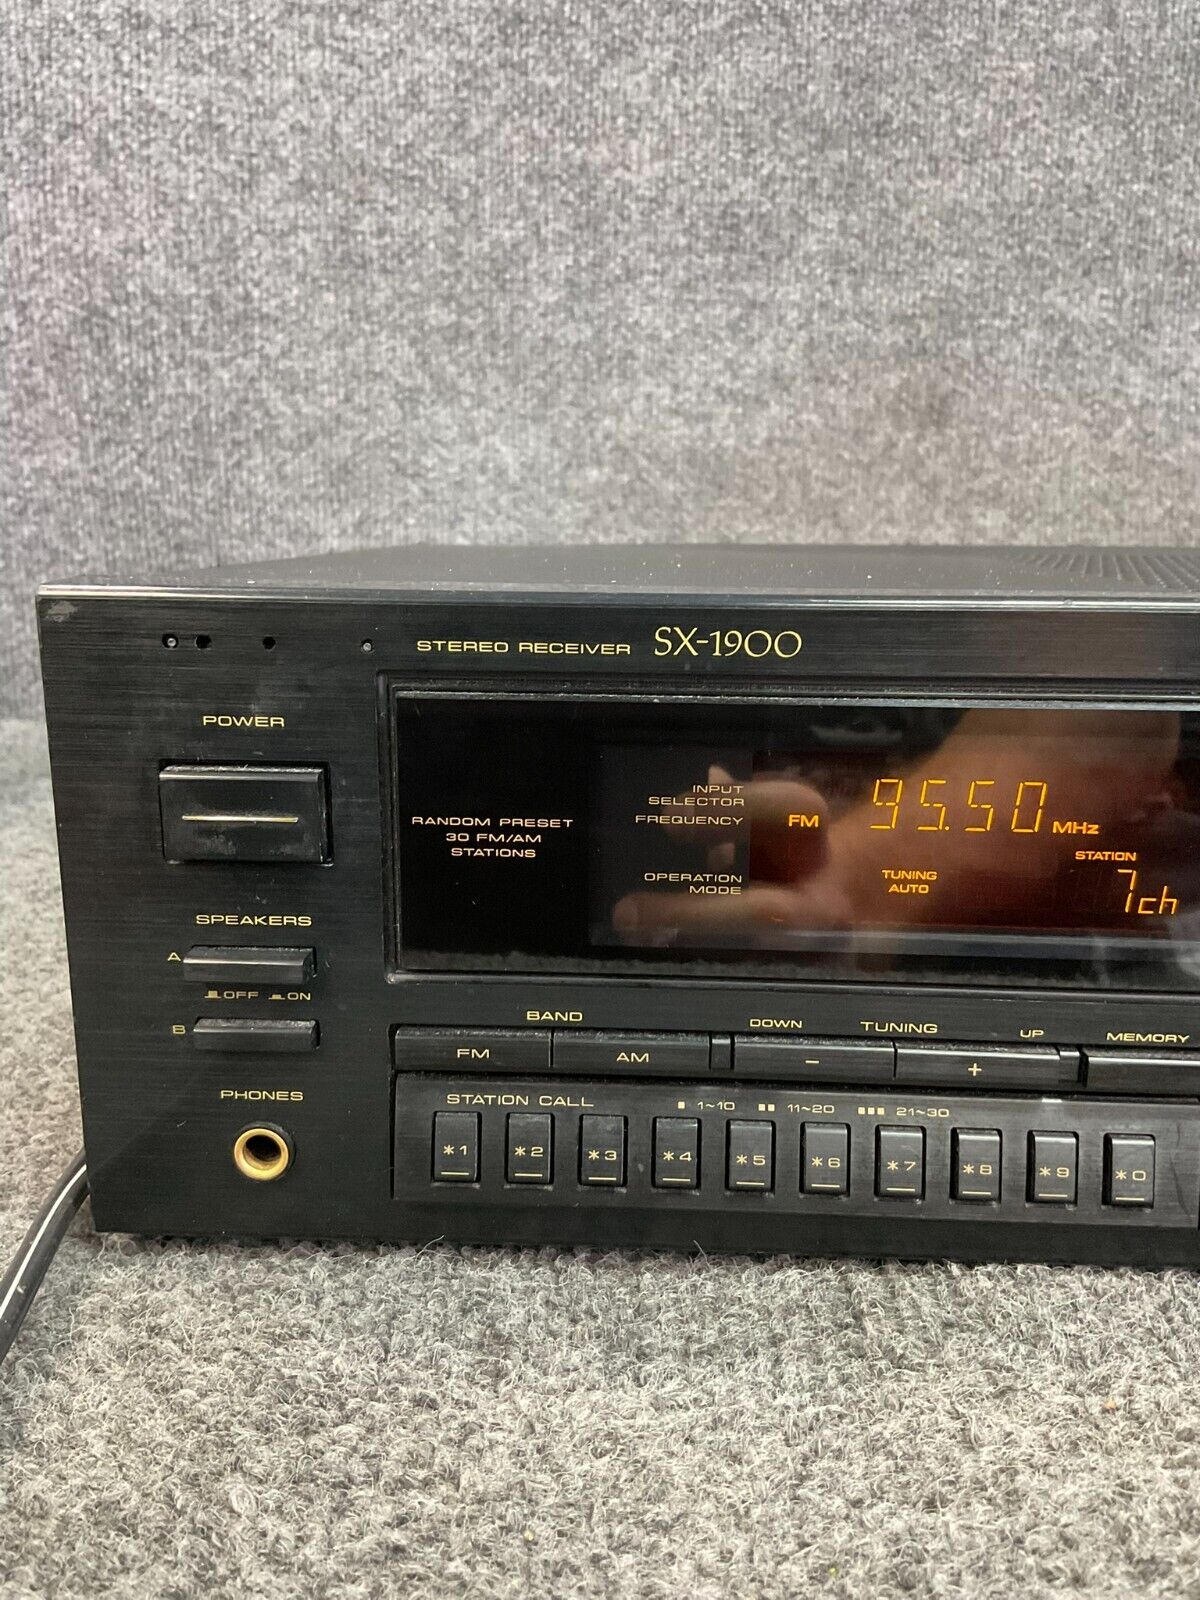 STEREO RECEIVER SX-1900
POWER
SPEAKERS
A
OFF ON
B
PHONES
RANDOM PRESET
30 FM/AM
STATIONS
INPUT
SELECTOR
FREQUENCY
OPERATION
MODE
FM 95.50 MHz
STATION
TUNING
AUTO
7ch
BAND
FM
AM
DOWN TUNING UP
−
+
MEMORY
STATION CALL 1~10 11~20 21~30
*1 *2 *3 *4 *5 *6 *7 *8 *9 *0